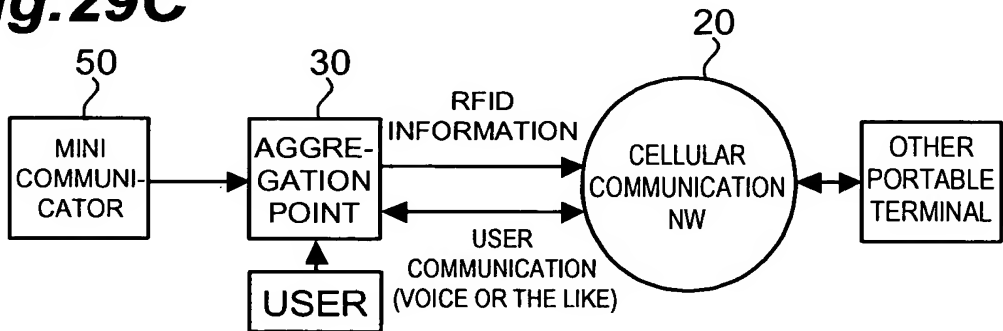 ig.29C
50
30
20
MINI
COMMUNI-
CATOR
AGGRE-
GATION
POINT
RFID
INFORMATION
CELLULAR
COMMUNICATION
NW
OTHER
PORTABLE
TERMINAL
USER
COMMUNICATION
(VOICE OR THE LIKE)
USER